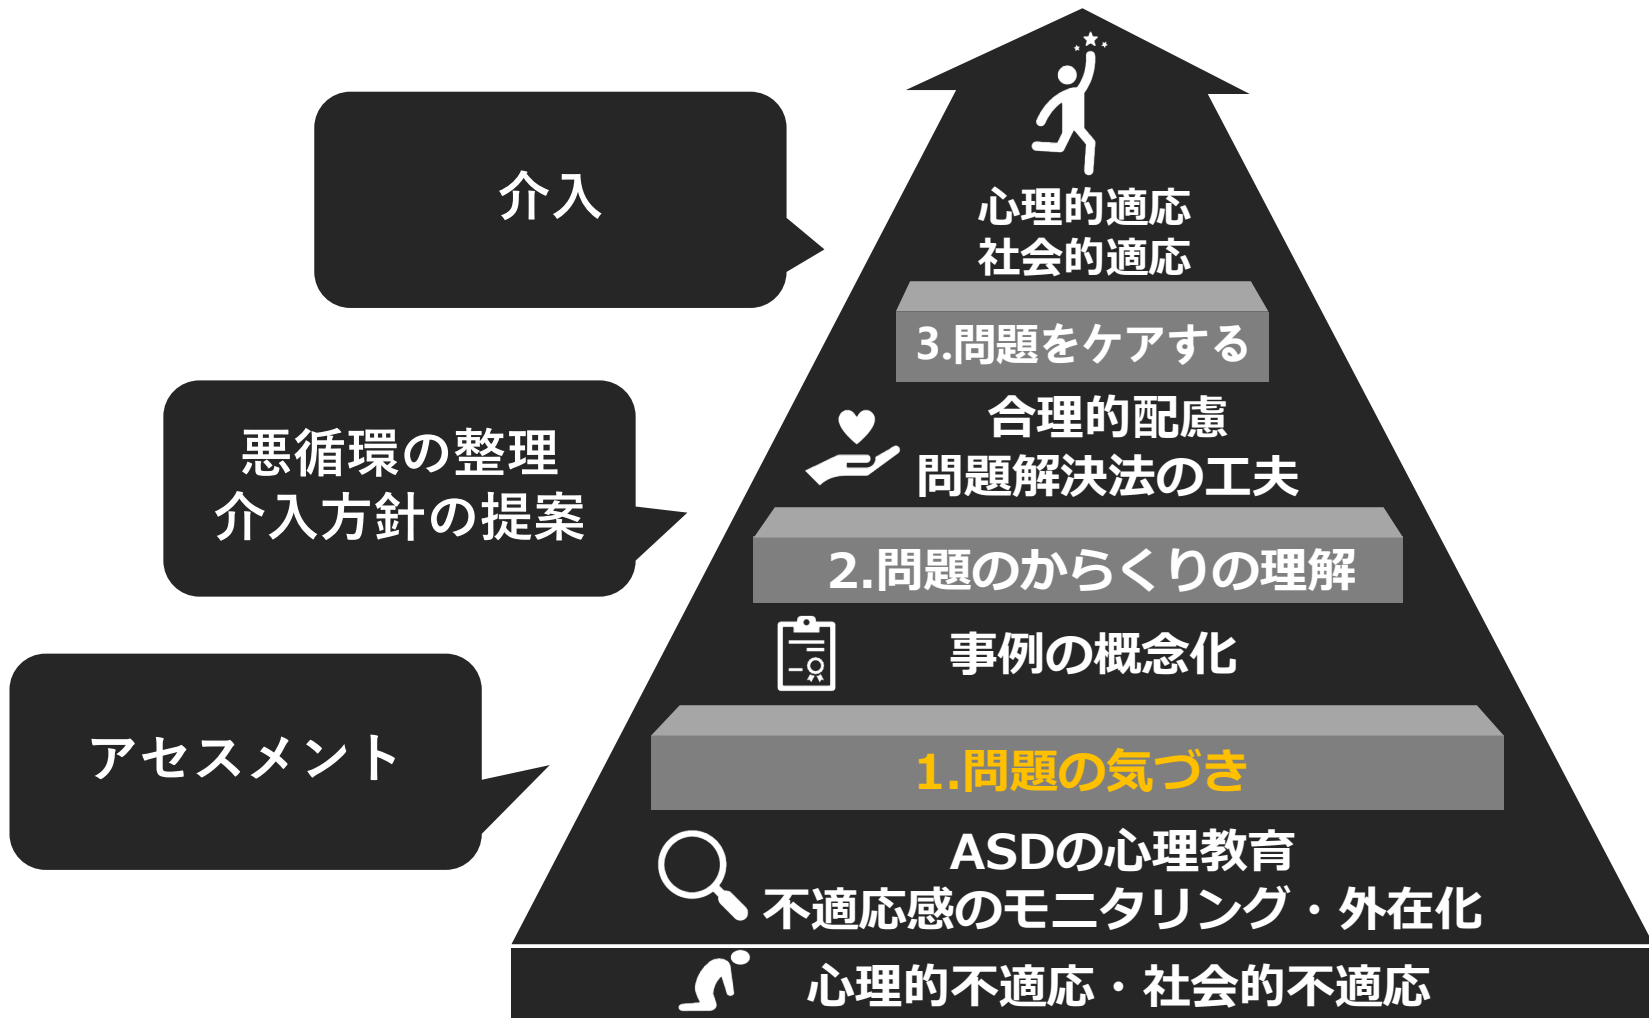 介入
心理的適応
社会的適応
3.問題をケアする
合理的配慮
問題解決法の工夫
悪循環の整理
介入方針の提案
2.問題のからくりの理解
事例の概念化
アセスメント
1.問題の気づき
ASDの心理教育
不適応感のモニタリング・外在化
心理的不適応・社会的不適応